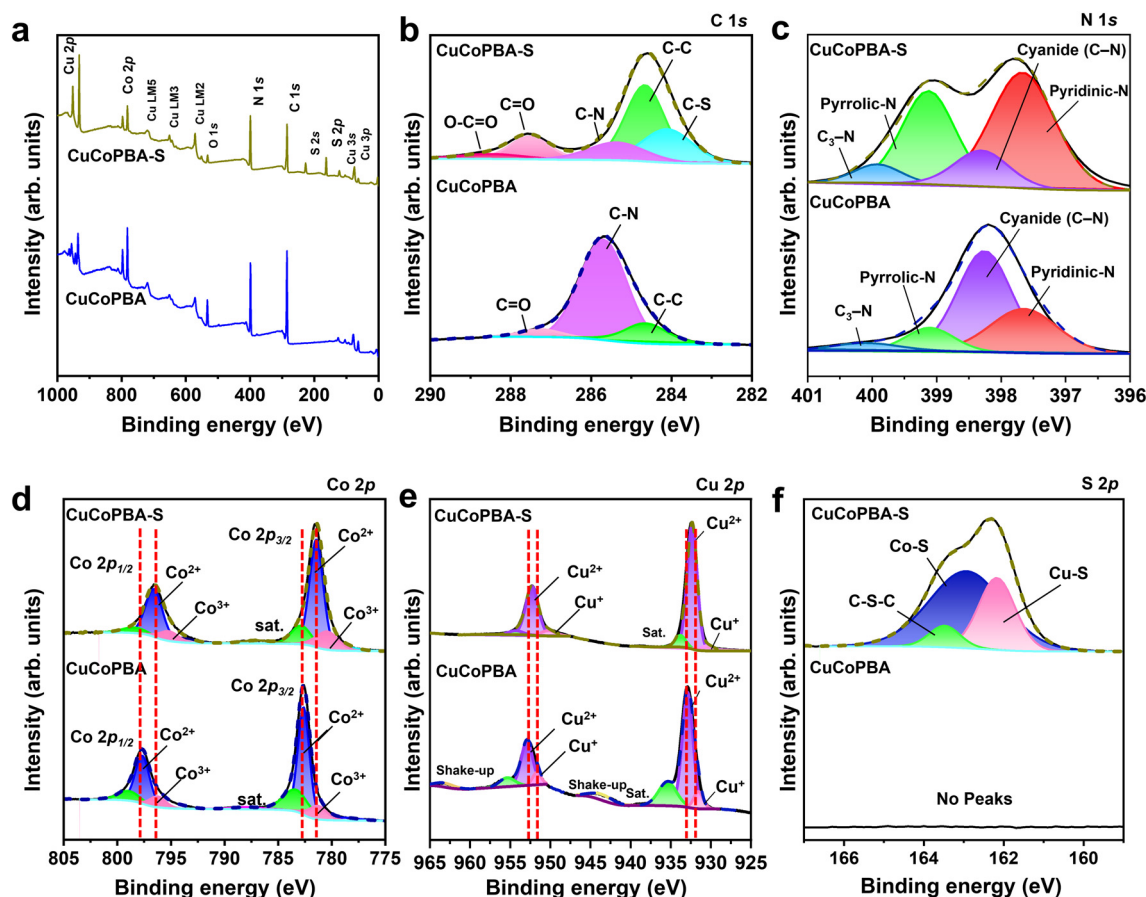 a
Intensity (arb. units)
Cu 2p
Co 2p
Cu LM5
Cu LM3
Cu LM2
O 1s
N 1s
C 1s
S 2s
S 2p
Cu 3s
Cu 3p
CuCoPBA-S
CuCoPBA
1000 800 600 400 200 0
Binding energy (eV)
b
C 1s
Intensity (arb. units)
CuCoPBA-S
C-C
C=O
C-N
C-S
O-C=O
CuCoPBA
C-N
C=O
C-C
290 288 286 284 282
Binding energy (eV)
c
N 1s
Intensity (arb. units)
CuCoPBA-S
Cyanide (C–N)
Pyrrolic-N
Pyridinic-N
C3–N
CuCoPBA
Cyanide (C–N)
Pyrrolic-N
Pyridinic-N
C3–N
401 400 399 398 397 396
Binding energy (eV)
d
Co 2p
Intensity (arb. units)
CuCoPBA-S
Co 2p3/2
Co2+
Co 2p1/2
Co2+
Co3+
sat.
Co3+
CuCoPBA
Co 2p3/2
Co2+
Co 2p1/2
Co2+
Co3+
sat.
Co3+
805 800 795 790 785 780 775
Binding energy (eV)
e
Cu 2p
Intensity (arb. units)
CuCoPBA-S
Cu2+
Cu2+
Cu+
Sat.
Cu+
CuCoPBA
Cu2+
Cu2+
Cu+
Shake-up
Shake-up
Sat.
Cu+
965 960 955 950 945 940 935 930 925
Binding energy (eV)
f
S 2p
Intensity (arb. units)
CuCoPBA-S
Co-S
Cu-S
C-S-C
CuCoPBA
No Peaks
166 164 162 160
Binding energy (eV)